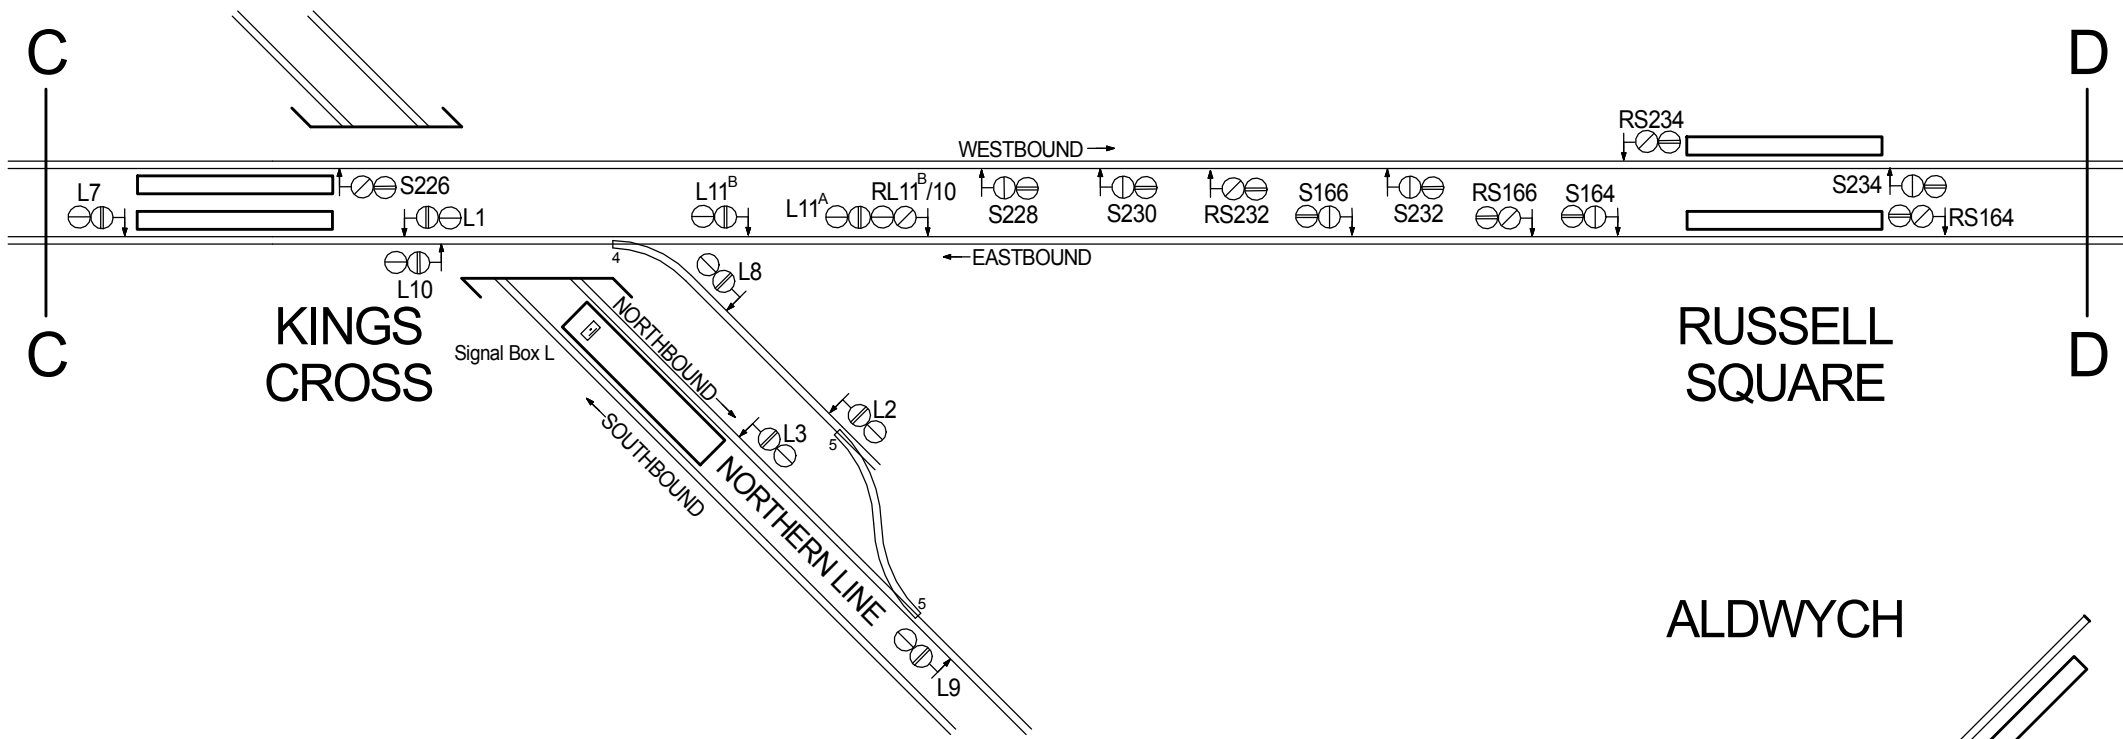 C
D
RS234
WESTBOUND
L7
S226
L11B
RL11B/10
L11A
L1
S228
S230
RS232
S166
S232
RS166
S164
S234
RS164
L10
4
L8
EASTBOUND
KINGS
CROSS
Signal Box L
NORTHBOUND
SOUTHBOUND
L3
L2
5
NORTHERN LINE
5
L9
RUSSELL
SQUARE
C
D
ALDWYCH